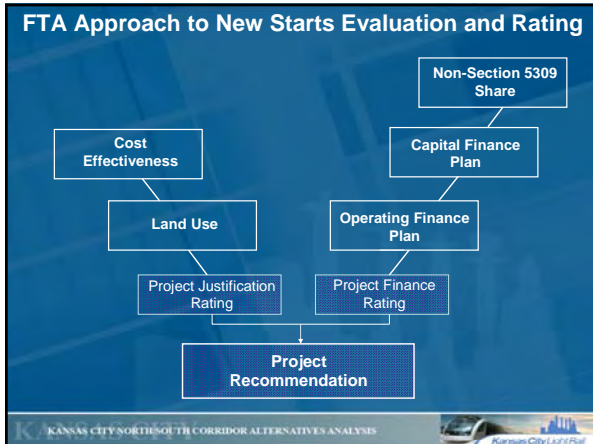 FTA Approach to New Starts Evaluation and Rating
Non-Section 5309
Share
Cost
Effectiveness
Capital Finance
Plan
Land Use
Operating Finance
Plan
Project Justification
Rating
Project Finance
Rating
Project
Recommendation
KANSAS CITY
KANSAS CITY NORTH/SOUTH CORRIDOR ALTERNATIVES ANALYSIS
Kansas City Light Rail